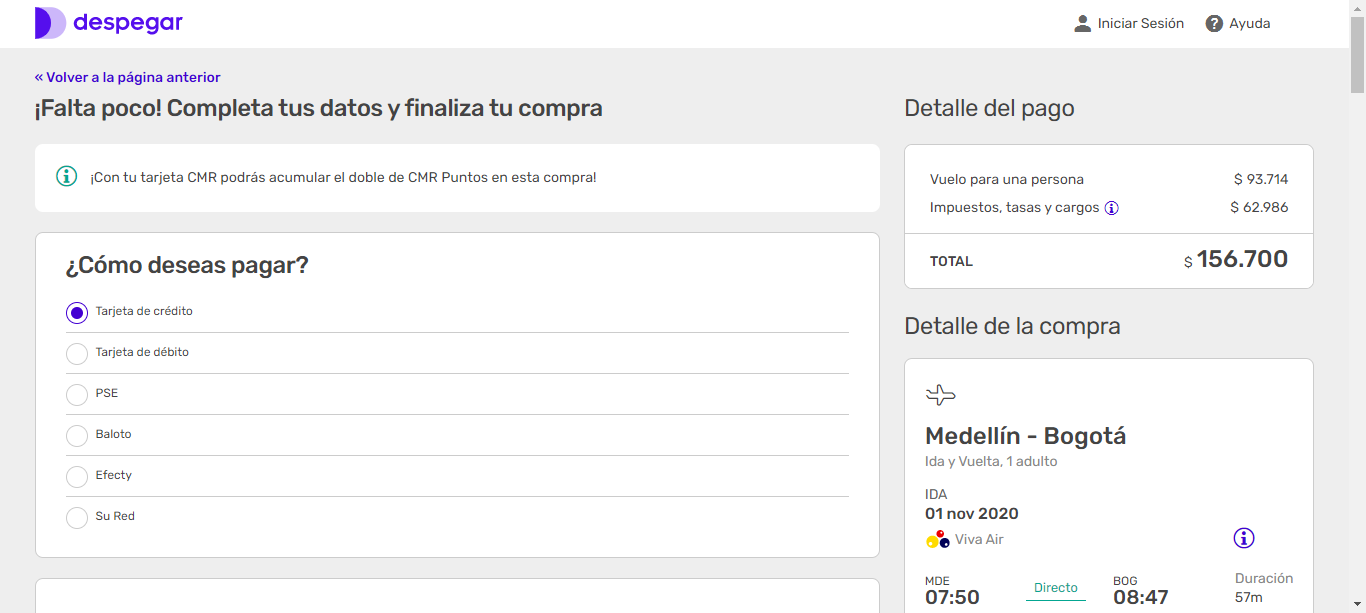 despegar
Iniciar Sesión
? Ayuda
« Volver a la página anterior
¡Falta poco! Completa tus datos y finaliza tu compra
¡Con tu tarjeta CMR podrás acumular el doble de CMR Puntos en esta compra!
¿Cómo deseas pagar?
Tarjeta de crédito
Tarjeta de débito
PSE
Baloto
Efecty
Su Red
Detalle del pago
Vuelo para una persona $ 93.714
Impuestos, tasas y cargos $ 62.986
TOTAL $ 156.700
Detalle de la compra
Medellín - Bogotá
Ida y Vuelta, 1 adulto
IDA
01 nov 2020
Viva Air
MDE Directo BOG Duración
07:50 08:47 57m